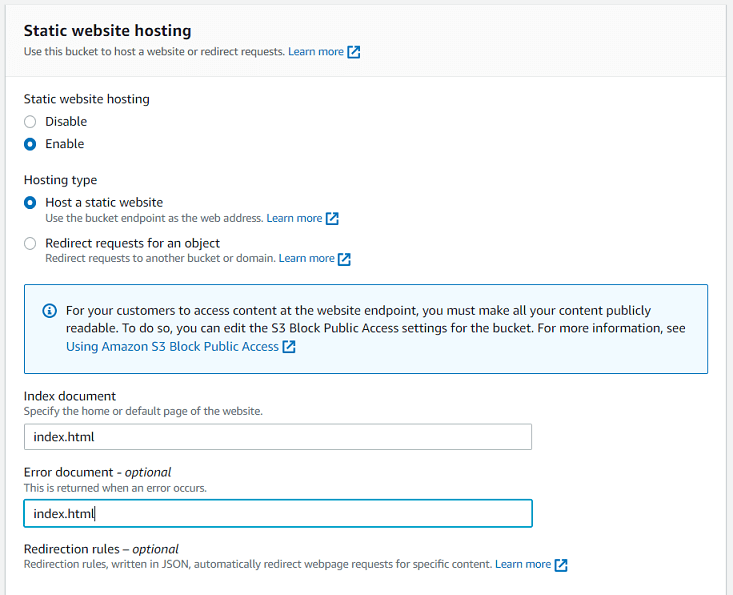 Static website hosting
Use this bucket to host a website or redirect requests. Learn more
Static website hosting
Disable
Enable
Hosting type
Host a static website
Use the bucket endpoint as the web address. Learn more
Redirect requests for an object
Redirect requests to another bucket or domain. Learn more
For your customers to access content at the website endpoint, you must make all your content publicly
readable. To do so, you can edit the S3 Block Public Access settings for the bucket. For more information, see
Using Amazon S3 Block Public Access
Index document
Specify the home or default page of the website.
index.html
Error document - optional
This is returned when an error occurs.
index.html
Redirection rules – optional
Redirection rules, written in JSON, automatically redirect webpage requests for specific content. Learn more